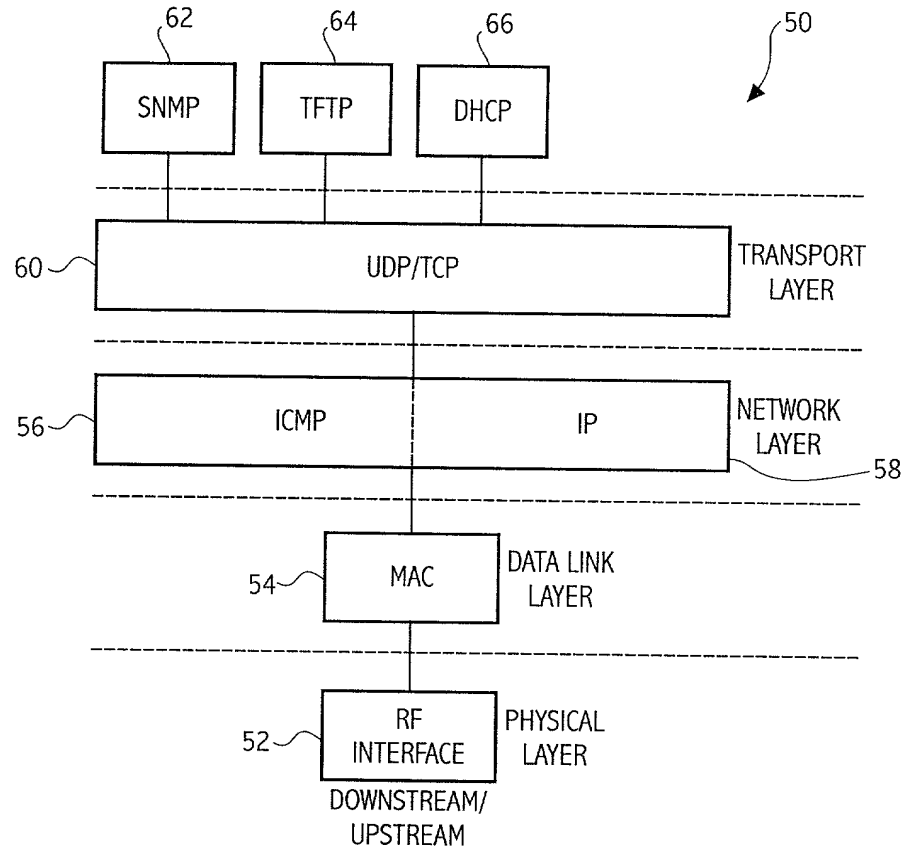 62
64
66
50
SNMP
TFTP
DHCP
60
UDP/TCP
TRANSPORT
LAYER
56
ICMP
IP
NETWORK
LAYER
58
54
MAC
DATA LINK
LAYER
52
RF
INTERFACE
PHYSICAL
LAYER
DOWNSTREAM/
UPSTREAM